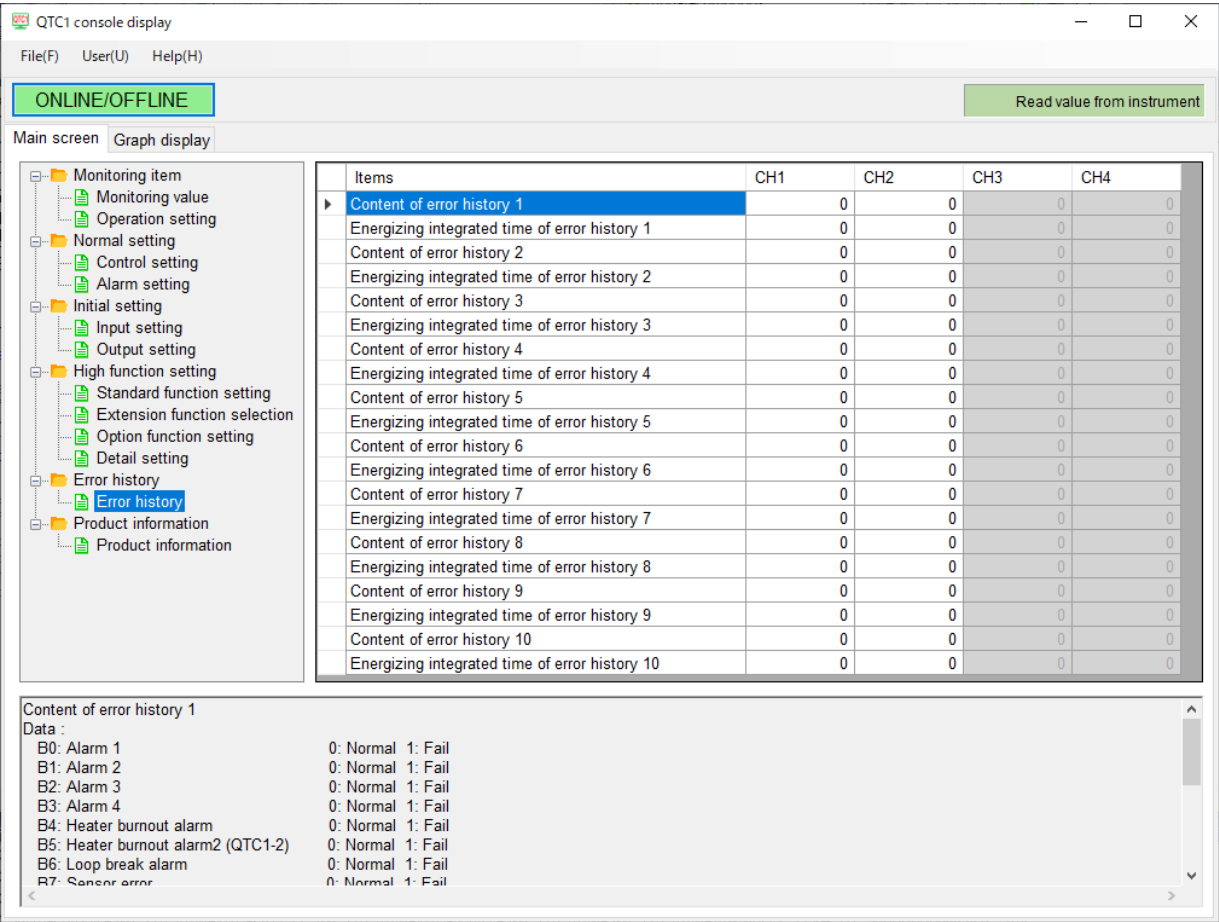 QTC1 console display
File(F) User(U) Help(H)
ONLINE/OFFLINE
Read value from instrument
Main screen Graph display
Monitoring item
Monitoring value
Operation setting
Normal setting
Control setting
Alarm setting
Initial setting
Input setting
Output setting
High function setting
Standard function setting
Extension function selection
Option function setting
Detail setting
Error history
Error history
Product information
Product information
Items CH1 CH2 CH3 CH4
Content of error history 1 0 0 0 0
Energizing integrated time of error history 1 0 0 0 0
Content of error history 2 0 0 0 0
Energizing integrated time of error history 2 0 0 0 0
Content of error history 3 0 0 0 0
Energizing integrated time of error history 3 0 0 0 0
Content of error history 4 0 0 0 0
Energizing integrated time of error history 4 0 0 0 0
Content of error history 5 0 0 0 0
Energizing integrated time of error history 5 0 0 0 0
Content of error history 6 0 0 0 0
Energizing integrated time of error history 6 0 0 0 0
Content of error history 7 0 0 0 0
Energizing integrated time of error history 7 0 0 0 0
Content of error history 8 0 0 0 0
Energizing integrated time of error history 8 0 0 0 0
Content of error history 9 0 0 0 0
Energizing integrated time of error history 9 0 0 0 0
Content of error history 10 0 0 0 0
Energizing integrated time of error history 10 0 0 0 0
Content of error history 1
Data :
B0: Alarm 1 0: Normal 1: Fail
B1: Alarm 2 0: Normal 1: Fail
B2: Alarm 3 0: Normal 1: Fail
B3: Alarm 4 0: Normal 1: Fail
B4: Heater burnout alarm 0: Normal 1: Fail
B5: Heater burnout alarm2 (QTC1-2) 0: Normal 1: Fail
B6: Loop break alarm 0: Normal 1: Fail
B7: Sensor error 0: Normal 1: Fail